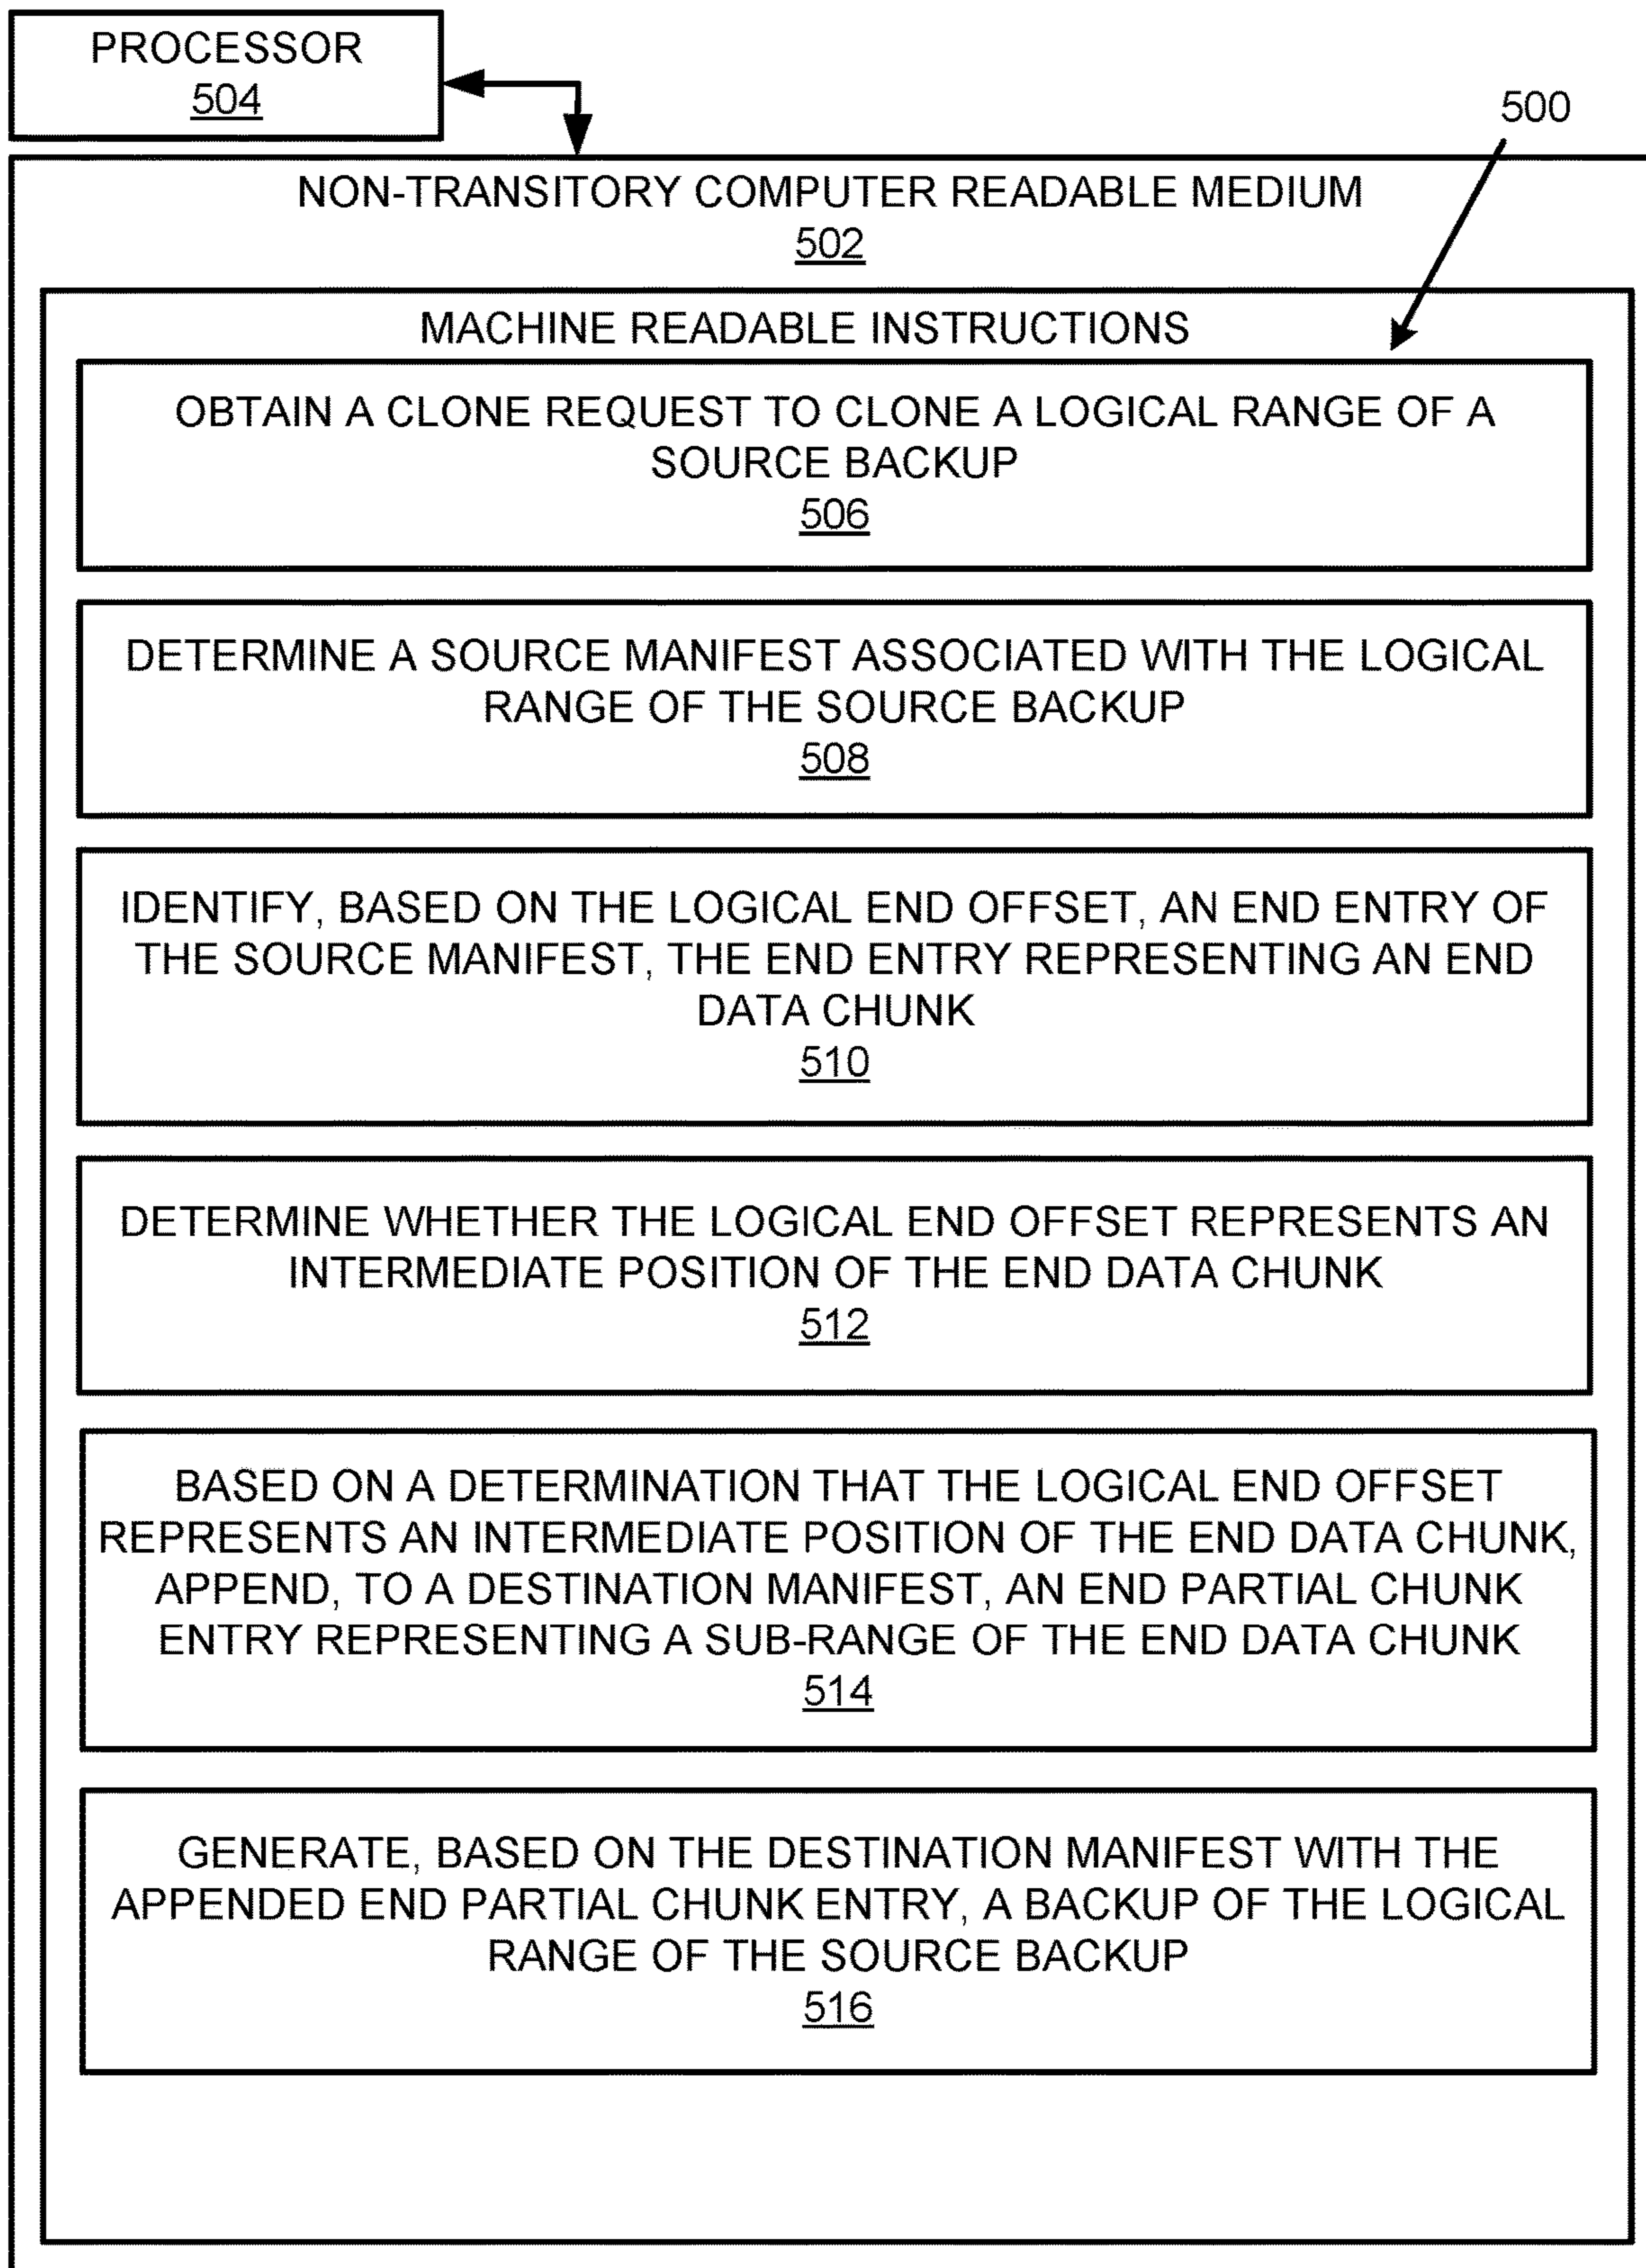 PROCESSOR
504
500
NON-TRANSITORY COMPUTER READABLE MEDIUM
502
MACHINE READABLE INSTRUCTIONS
OBTAIN A CLONE REQUEST TO CLONE A LOGICAL RANGE OF A
SOURCE BACKUP
506
DETERMINE A SOURCE MANIFEST ASSOCIATED WITH THE LOGICAL
RANGE OF THE SOURCE BACKUP
508
IDENTIFY, BASED ON THE LOGICAL END OFFSET, AN END ENTRY OF
THE SOURCE MANIFEST, THE END ENTRY REPRESENTING AN END
DATA CHUNK
510
DETERMINE WHETHER THE LOGICAL END OFFSET REPRESENTS AN
INTERMEDIATE POSITION OF THE END DATA CHUNK
512
BASED ON A DETERMINATION THAT THE LOGICAL END OFFSET
REPRESENTS AN INTERMEDIATE POSITION OF THE END DATA CHUNK,
APPEND, TO A DESTINATION MANIFEST, AN END PARTIAL CHUNK
ENTRY REPRESENTING A SUB-RANGE OF THE END DATA CHUNK
514
GENERATE, BASED ON THE DESTINATION MANIFEST WITH THE
APPENDED END PARTIAL CHUNK ENTRY, A BACKUP OF THE LOGICAL
RANGE OF THE SOURCE BACKUP
516